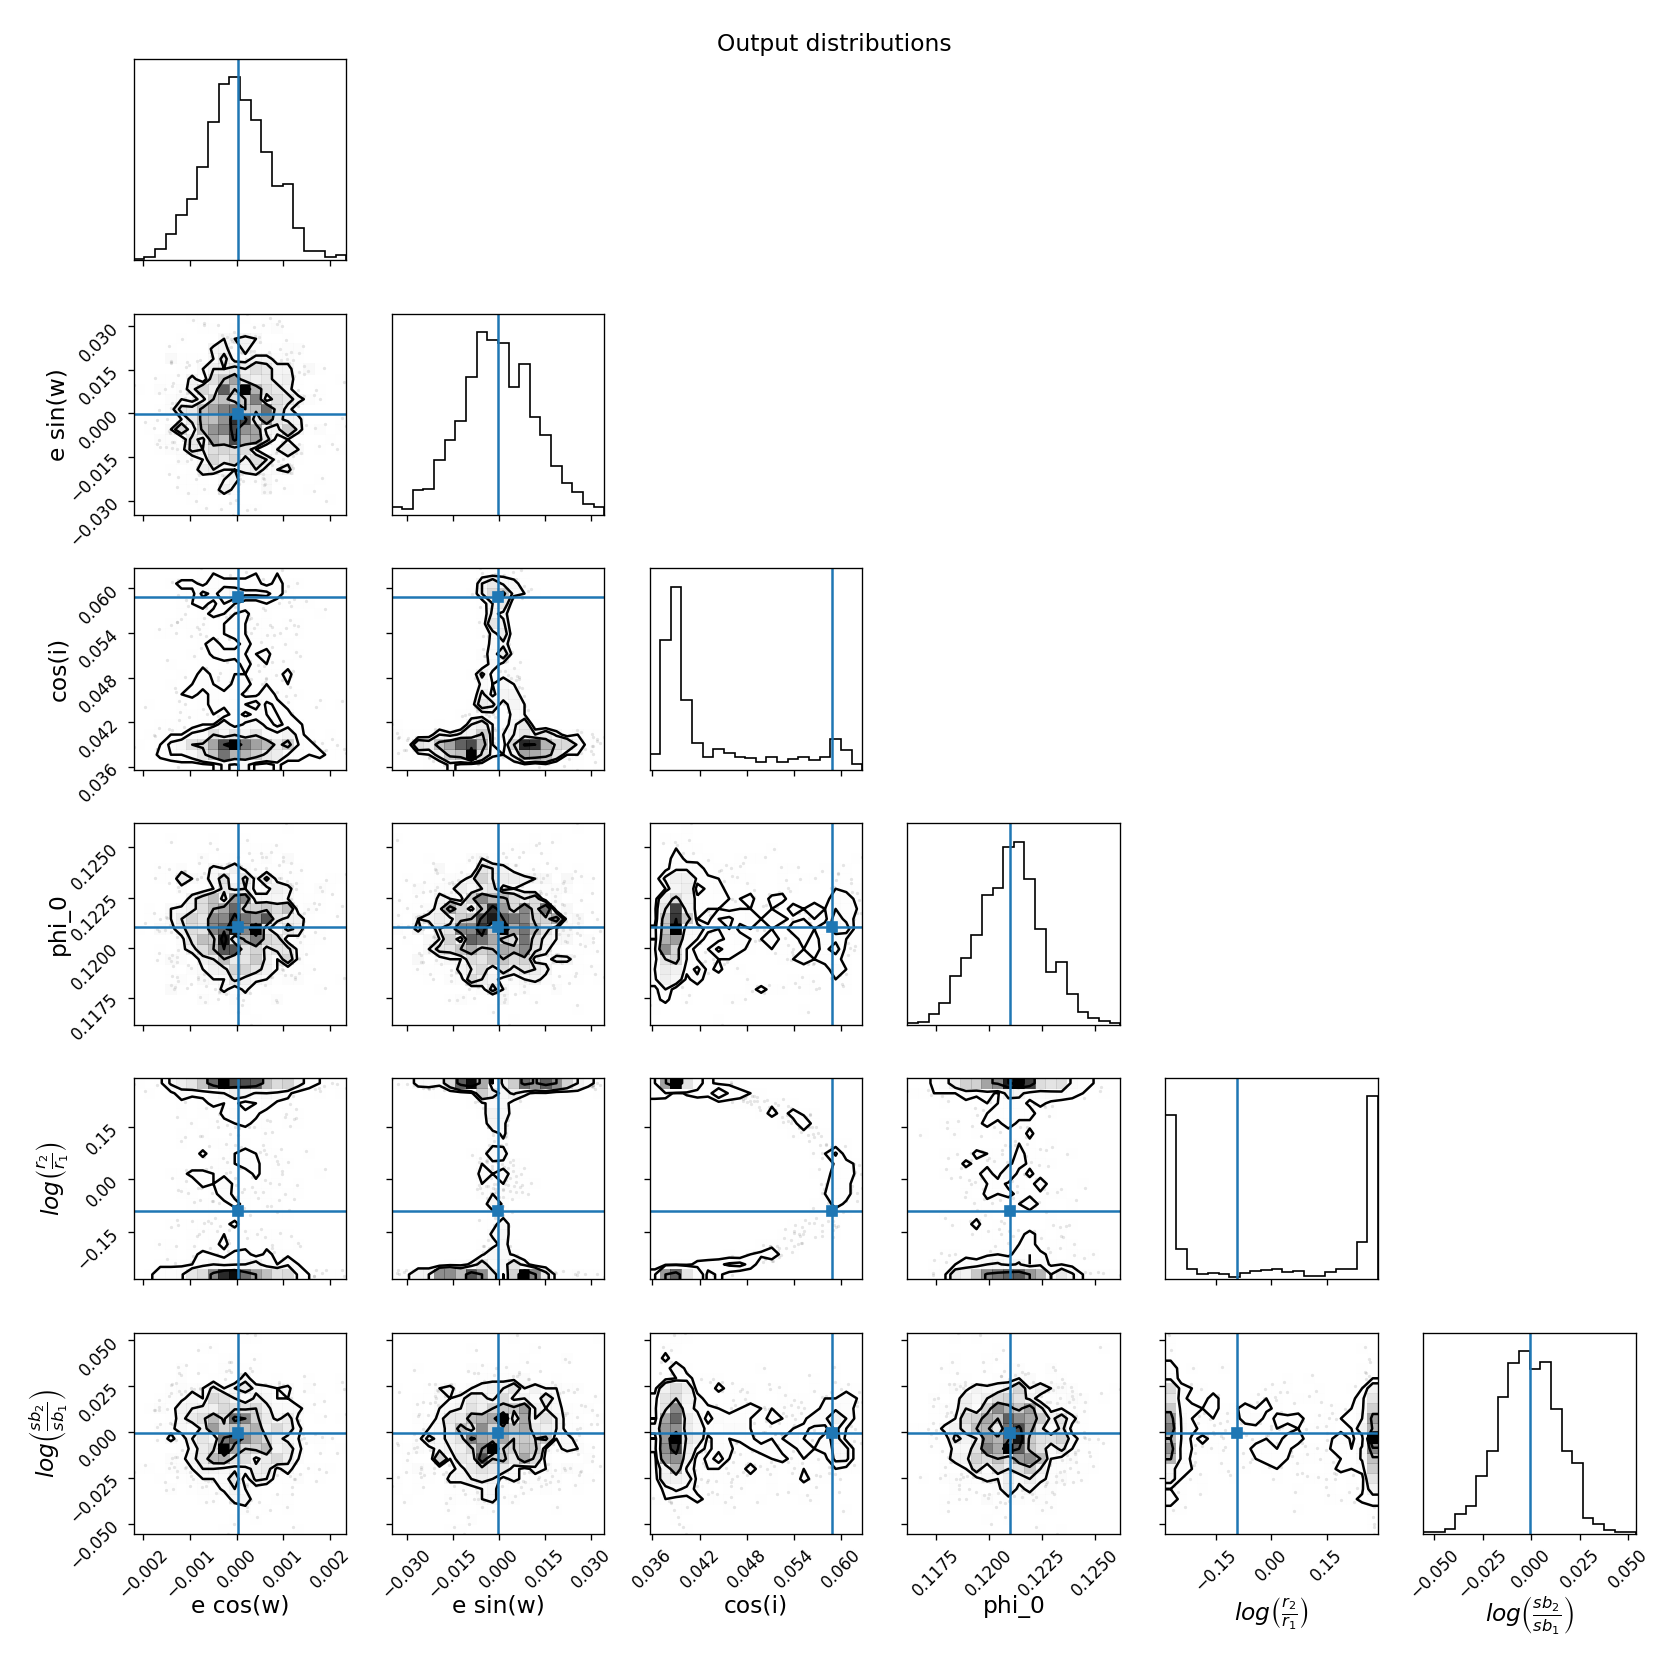 Output distributions
e sin(w)
0.030
0.015
0.000
−0.015
−0.030
cos(i)
0.060
0.054
0.048
0.042
0.036
phi_0
0.1250
0.1225
0.1200
0.1175
log(r₂/r₁)
0.15
0.00
−0.15
log(sb₂/sb₁)
0.050
0.025
0.000
−0.025
−0.050
−0.002 −0.001 0.000 0.001 0.002
−0.030 −0.015 0.000 0.015 0.030
0.036 0.042 0.048 0.054 0.060
0.1175 0.1200 0.1225 0.1250
−0.15 0.00 0.15
−0.050 −0.025 0.000 0.025 0.050
e cos(w)
e sin(w)
cos(i)
phi_0
log(r₂/r₁)
log(sb₂/sb₁)